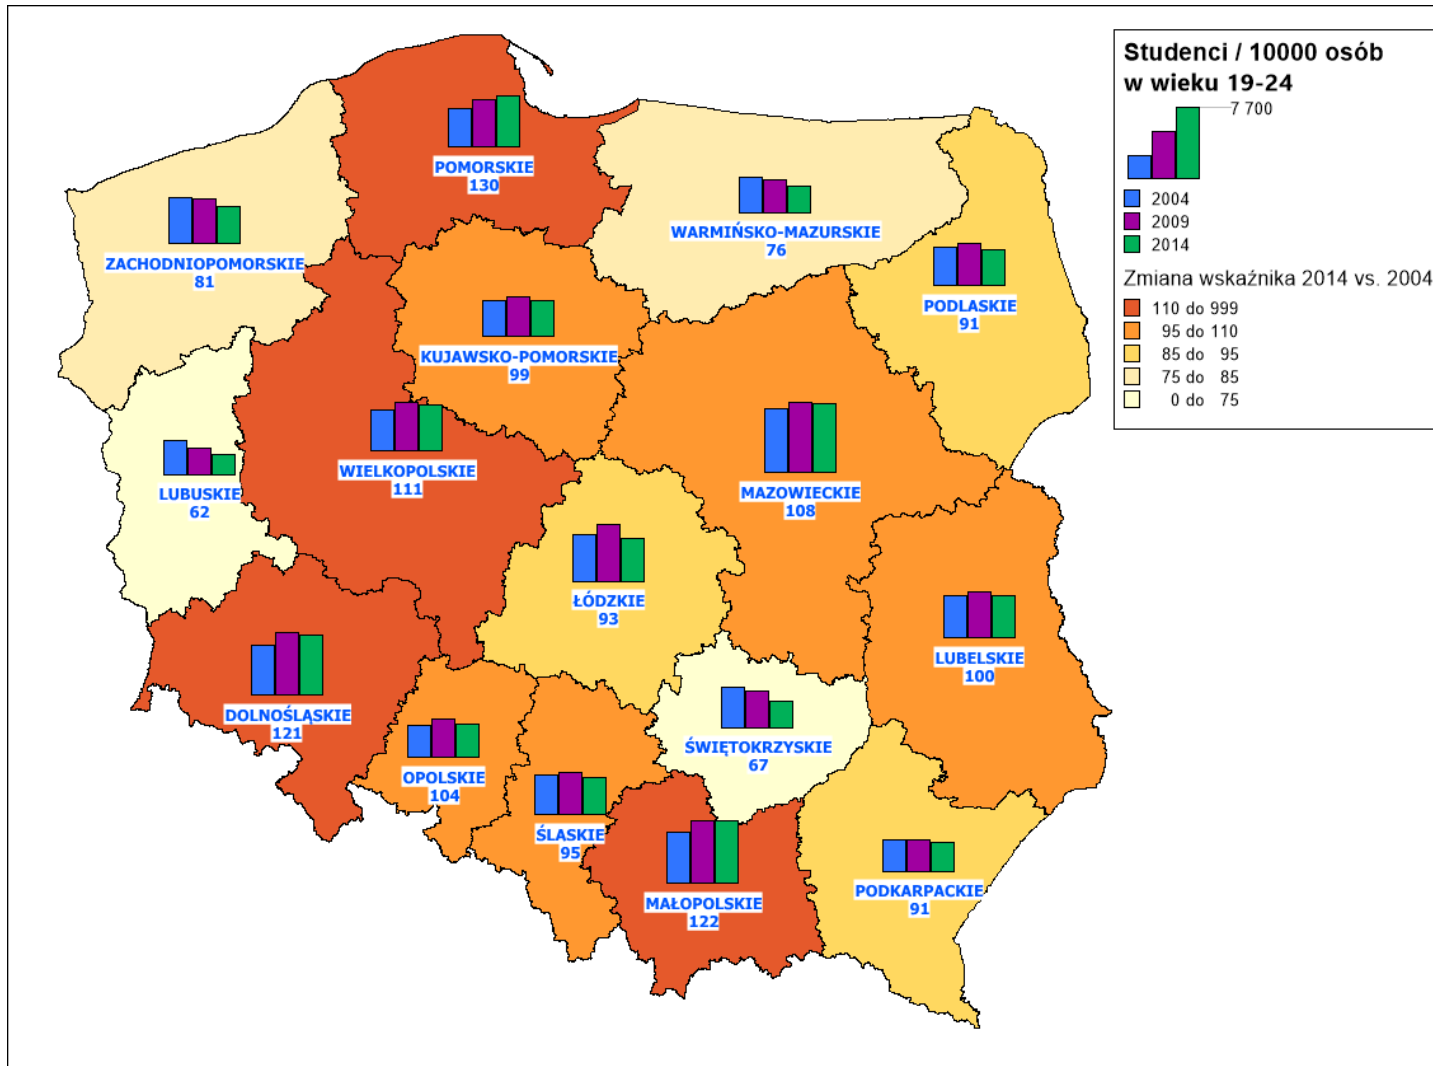 Studenci / 10000 osób
w wieku 19-24
7 700
2004
2009
2014
Zmiana wskaźnika 2014 vs. 2004
110 do 999
95 do 110
85 do 95
75 do 85
0 do 75
POMORSKIE
130
WARMIŃSKO-MAZURSKIE
76
ZACHODNIOPOMORSKIE
81
PODLASKIE
91
KUJAWSKO-POMORSKIE
99
WIELKOPOLSKIE
111
LUBUSKIE
62
MAZOWIECKIE
108
ŁÓDZKIE
93
LUBELSKIE
100
DOLNOŚLĄSKIE
121
ŚWIĘTOKRZYSKIE
67
OPOLSKIE
104
ŚLASKIE
95
MAŁOPOLSKIE
122
PODKARPACKIE
91